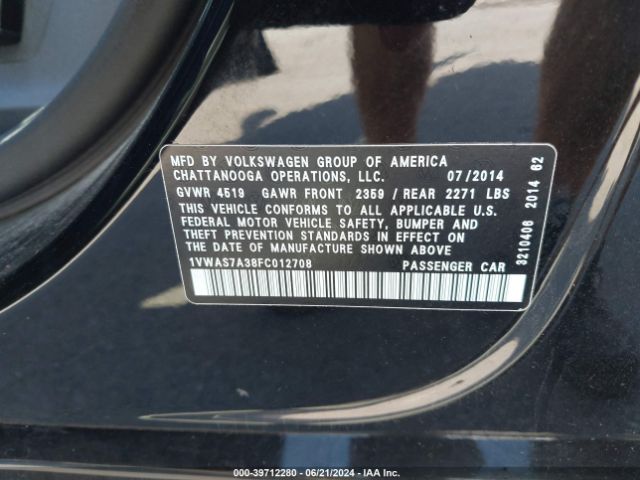 MFD BY VOLKSWAGEN GROUP OF AMERICA
CHATTANOOGA OPERATIONS, LLC. 07/2014
GVWR 4519 GAWR FRONT 2359 / REAR 2271 LBS
THIS VEHICLE CONFORMS TO ALL APPLICABLE U.S.
FEDERAL MOTOR VEHICLE SAFETY, BUMPER AND
THEFT PREVENTION STANDARDS IN EFFECT ON
THE DATE OF MANUFACTURE SHOWN ABOVE
1VWAS7A38FC012708 PASSENGER CAR
3210406 2014 62
000-39712280 - 06/21/2024 - IAA Inc.